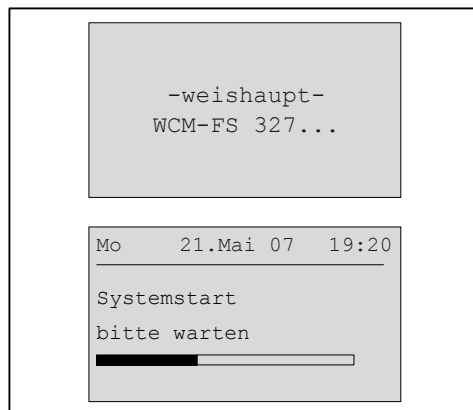 -weishaupt-
WCM-FS 327...
Mo 21.Mai 07 19:20
Systemstart
bitte warten